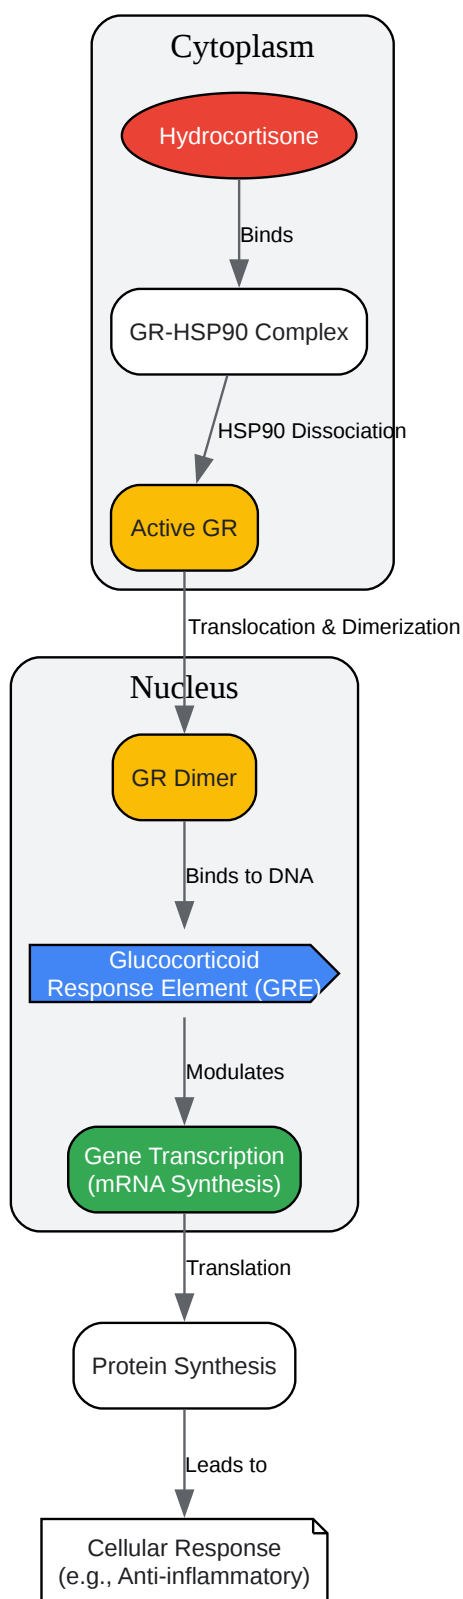 Cytoplasm
Hydrocortisone
Binds
GR-HSP90 Complex
HSP90 Dissociation
Active GR
Translocation & Dimerization
Nucleus
GR Dimer
Binds to DNA
Glucocorticoid
Response Element (GRE)
Modulates
Gene Transcription
(mRNA Synthesis)
Translation
Protein Synthesis
Leads to
Cellular Response
(e.g., Anti-inflammatory)